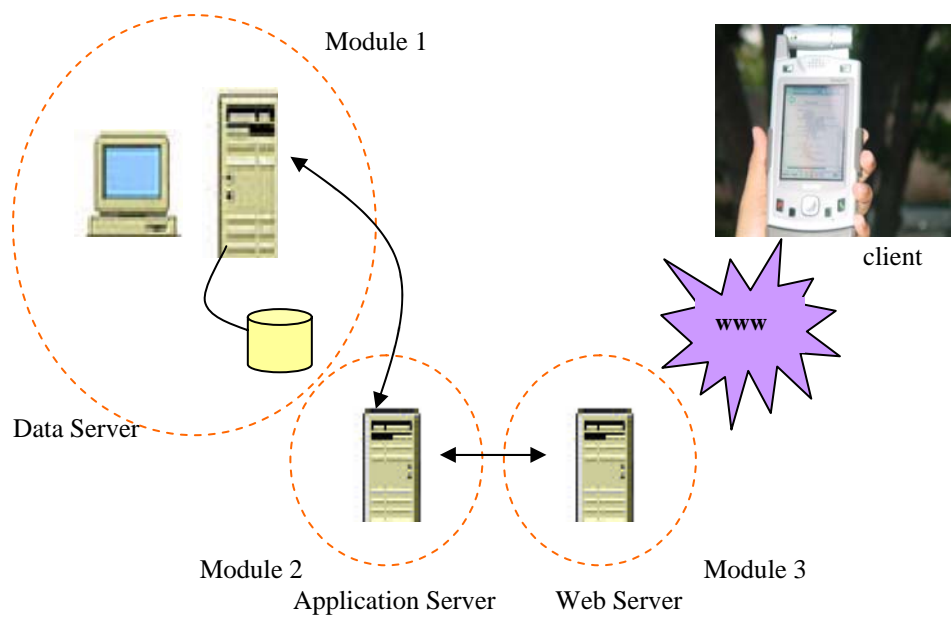 Module 1
client
www
Data Server
Module 2
Module 3
Application Server
Web Server